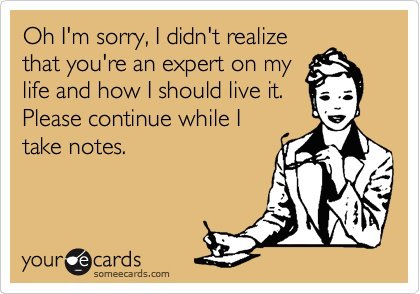 Oh I'm sorry, I didn't realize
that you're an expert on my
life and how I should live it.
Please continue while I
take notes.
your e cards
someecards.com